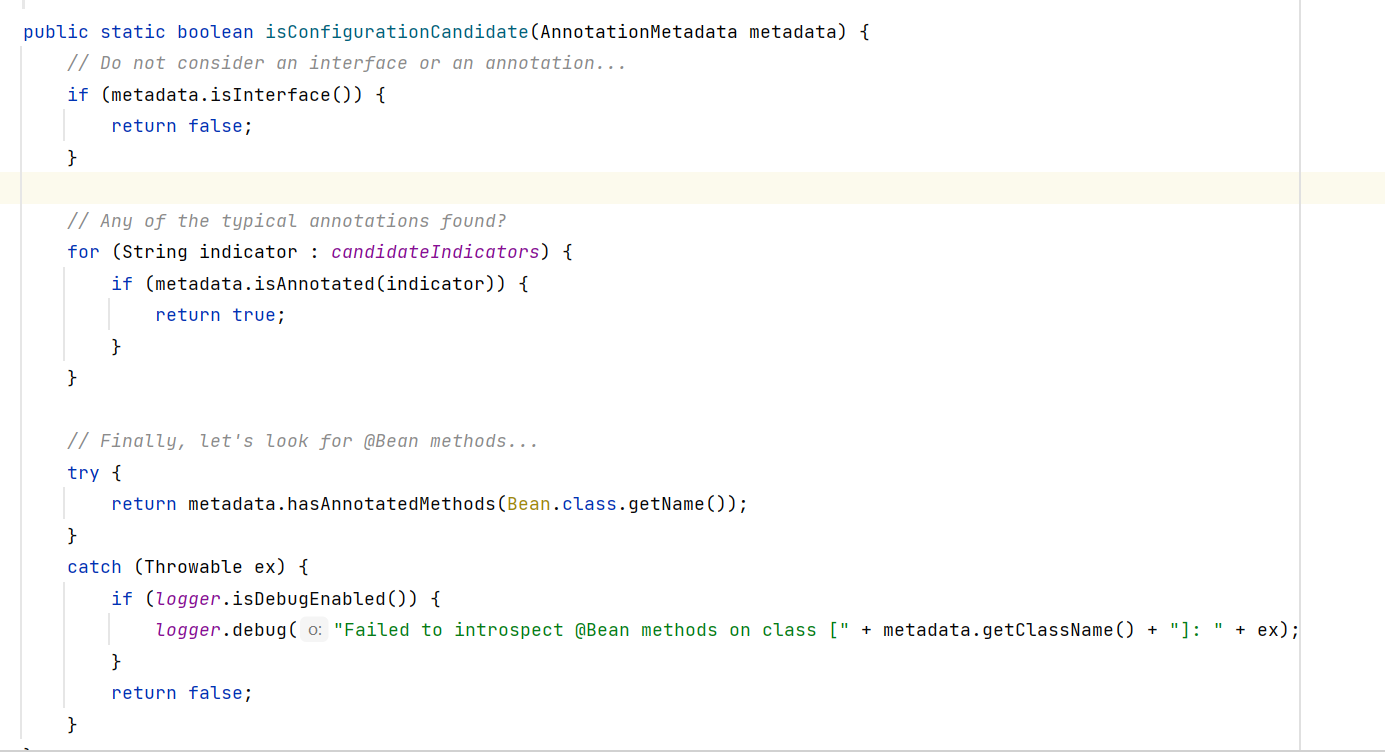 public static boolean isConfigurationCandidate(AnnotationMetadata metadata) {
    // Do not consider an interface or an annotation...
    if (metadata.isInterface()) {
        return false;
    }

    // Any of the typical annotations found?
    for (String indicator : candidateIndicators) {
        if (metadata.isAnnotated(indicator)) {
            return true;
        }
    }

    // Finally, let's look for @Bean methods...
    try {
        return metadata.hasAnnotatedMethods(Bean.class.getName());
    }
    catch (Throwable ex) {
        if (logger.isDebugEnabled()) {
            logger.debug( o: "Failed to introspect @Bean methods on class [" + metadata.getClassName() + "]: " + ex);
        }
        return false;
    }